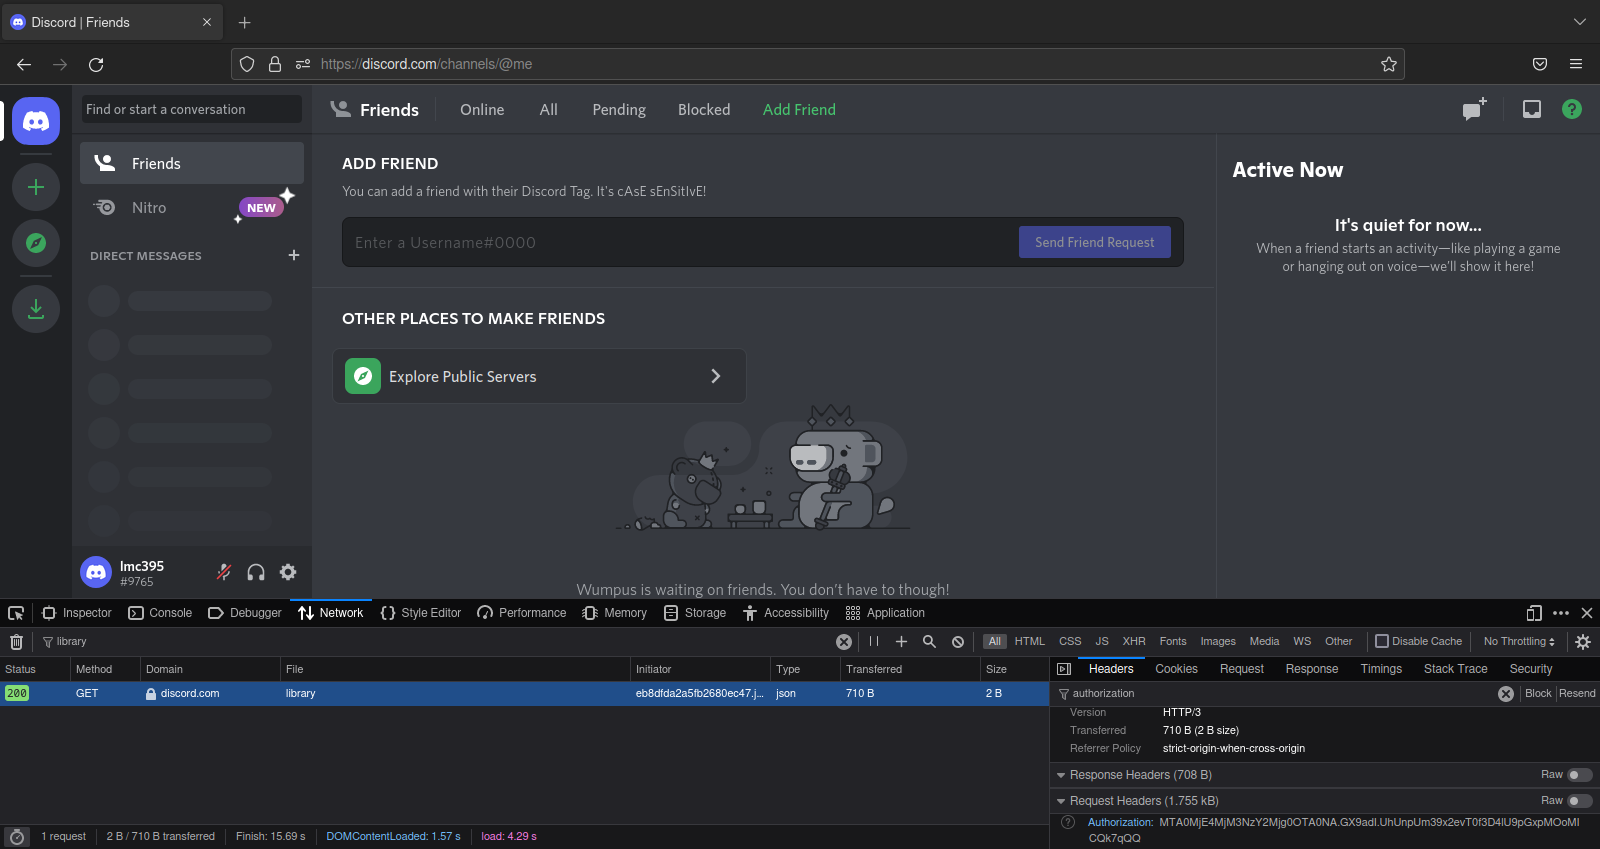 Discord | Friends
https://discord.com/channels/@me
Find or start a conversation
Friends
Online
All
Pending
Blocked
Add Friend
Friends
Nitro
NEW
DIRECT MESSAGES
ADD FRIEND
You can add a friend with their Discord Tag. It's cAsE sEnSitIvE!
Enter a Username#0000
Send Friend Request
OTHER PLACES TO MAKE FRIENDS
Explore Public Servers
Wumpus is waiting on friends. You don't have to though!
Active Now
It's quiet for now...
When a friend starts an activity—like playing a game
or hanging out on voice—we'll show it here!
lmc395
#9765
Inspector
Console
Debugger
Network
Style Editor
Performance
Memory
Storage
Accessibility
Application
library
All
HTML
CSS
JS
XHR
Fonts
Images
Media
WS
Other
Disable Cache
No Throttling
Status
Method
Domain
File
Initiator
Type
Transferred
Size
200
GET
discord.com
library
eb8dfda2a5fb2680ec47.j...
json
710 B
2 B
Headers
Cookies
Request
Response
Timings
Stack Trace
Security
authorization
Block
Resend
Version HTTP/3
Transferred 710 B (2 B size)
Referrer Policy strict-origin-when-cross-origin
Response Headers (708 B)
Raw
Request Headers (1.755 kB)
Raw
1 request
2 B / 710 B transferred
Finish: 15.69 s
DOMContentLoaded: 1.57 s
load: 4.29 s